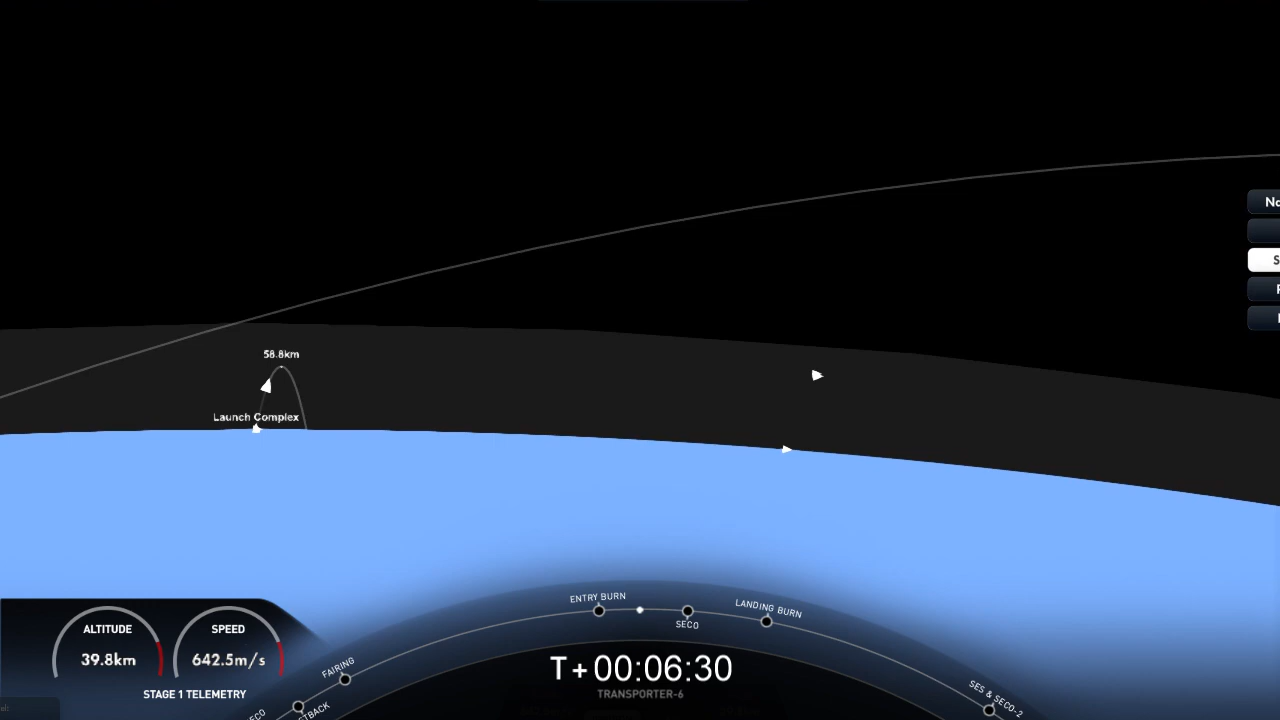 58.8km
Launch Complex
ENTRY BURN
SECO
LANDING BURN
FAIRING
SES & SECO-2
ALTITUDE
39.8km
SPEED
642.5m/s
STAGE 1 TELEMETRY
T+00:06:30
TRANSPORTER-6